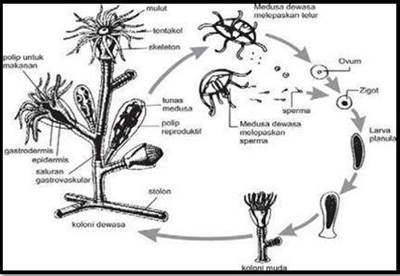 mulut
tentakel
skeleton
polip untuk
makanan
tunas
medusa
polip
reproduktif
gastrodermis
epidermis
saluran
gastrovaskular
stolon
koloni dewasa
Medusa dewasa
melepaskan telur
Ovum
Zigot
sperma
Medusa dewasa
melepaskan
sperma
Larva
planula
koloni muda